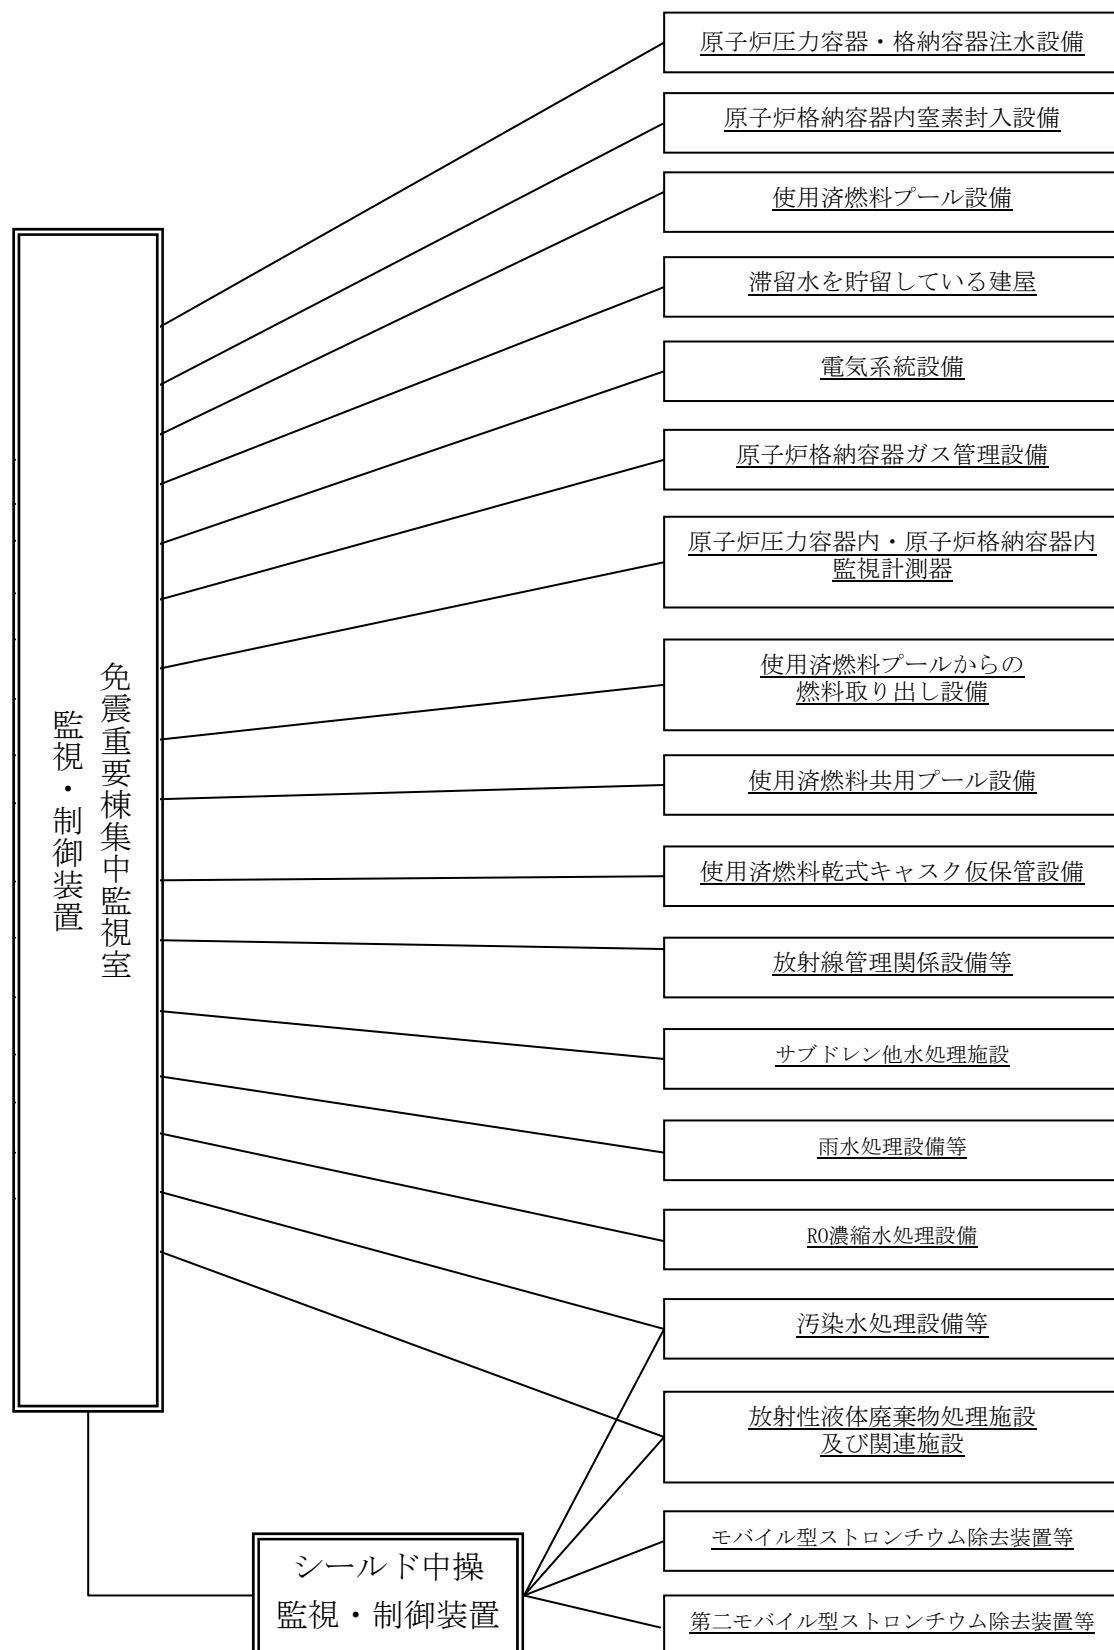 原子炉圧力容器・格納容器注水設備
原子炉格納容器内窒素封入設備
使用済燃料プール設備
滞留水を貯留している建屋
電気系統設備
原子炉格納容器ガス管理設備
原子炉圧力容器内・原子炉格納容器内
監視計測器
使用済燃料プールからの
燃料取り出し設備
使用済燃料共用プール設備
使用済燃料乾式キャスク仮保管設備
放射線管理関係設備等
サブドレン他水処理施設
雨水処理設備等
RO濃縮水処理設備
汚染水処理設備等
放射性液体廃棄物処理施設
及び関連施設
モバイル型ストロンチウム除去装置等
第二モバイル型ストロンチウム除去装置等
免震重要棟集中監視室
監視・制御装置
シールド中操
監視・制御装置